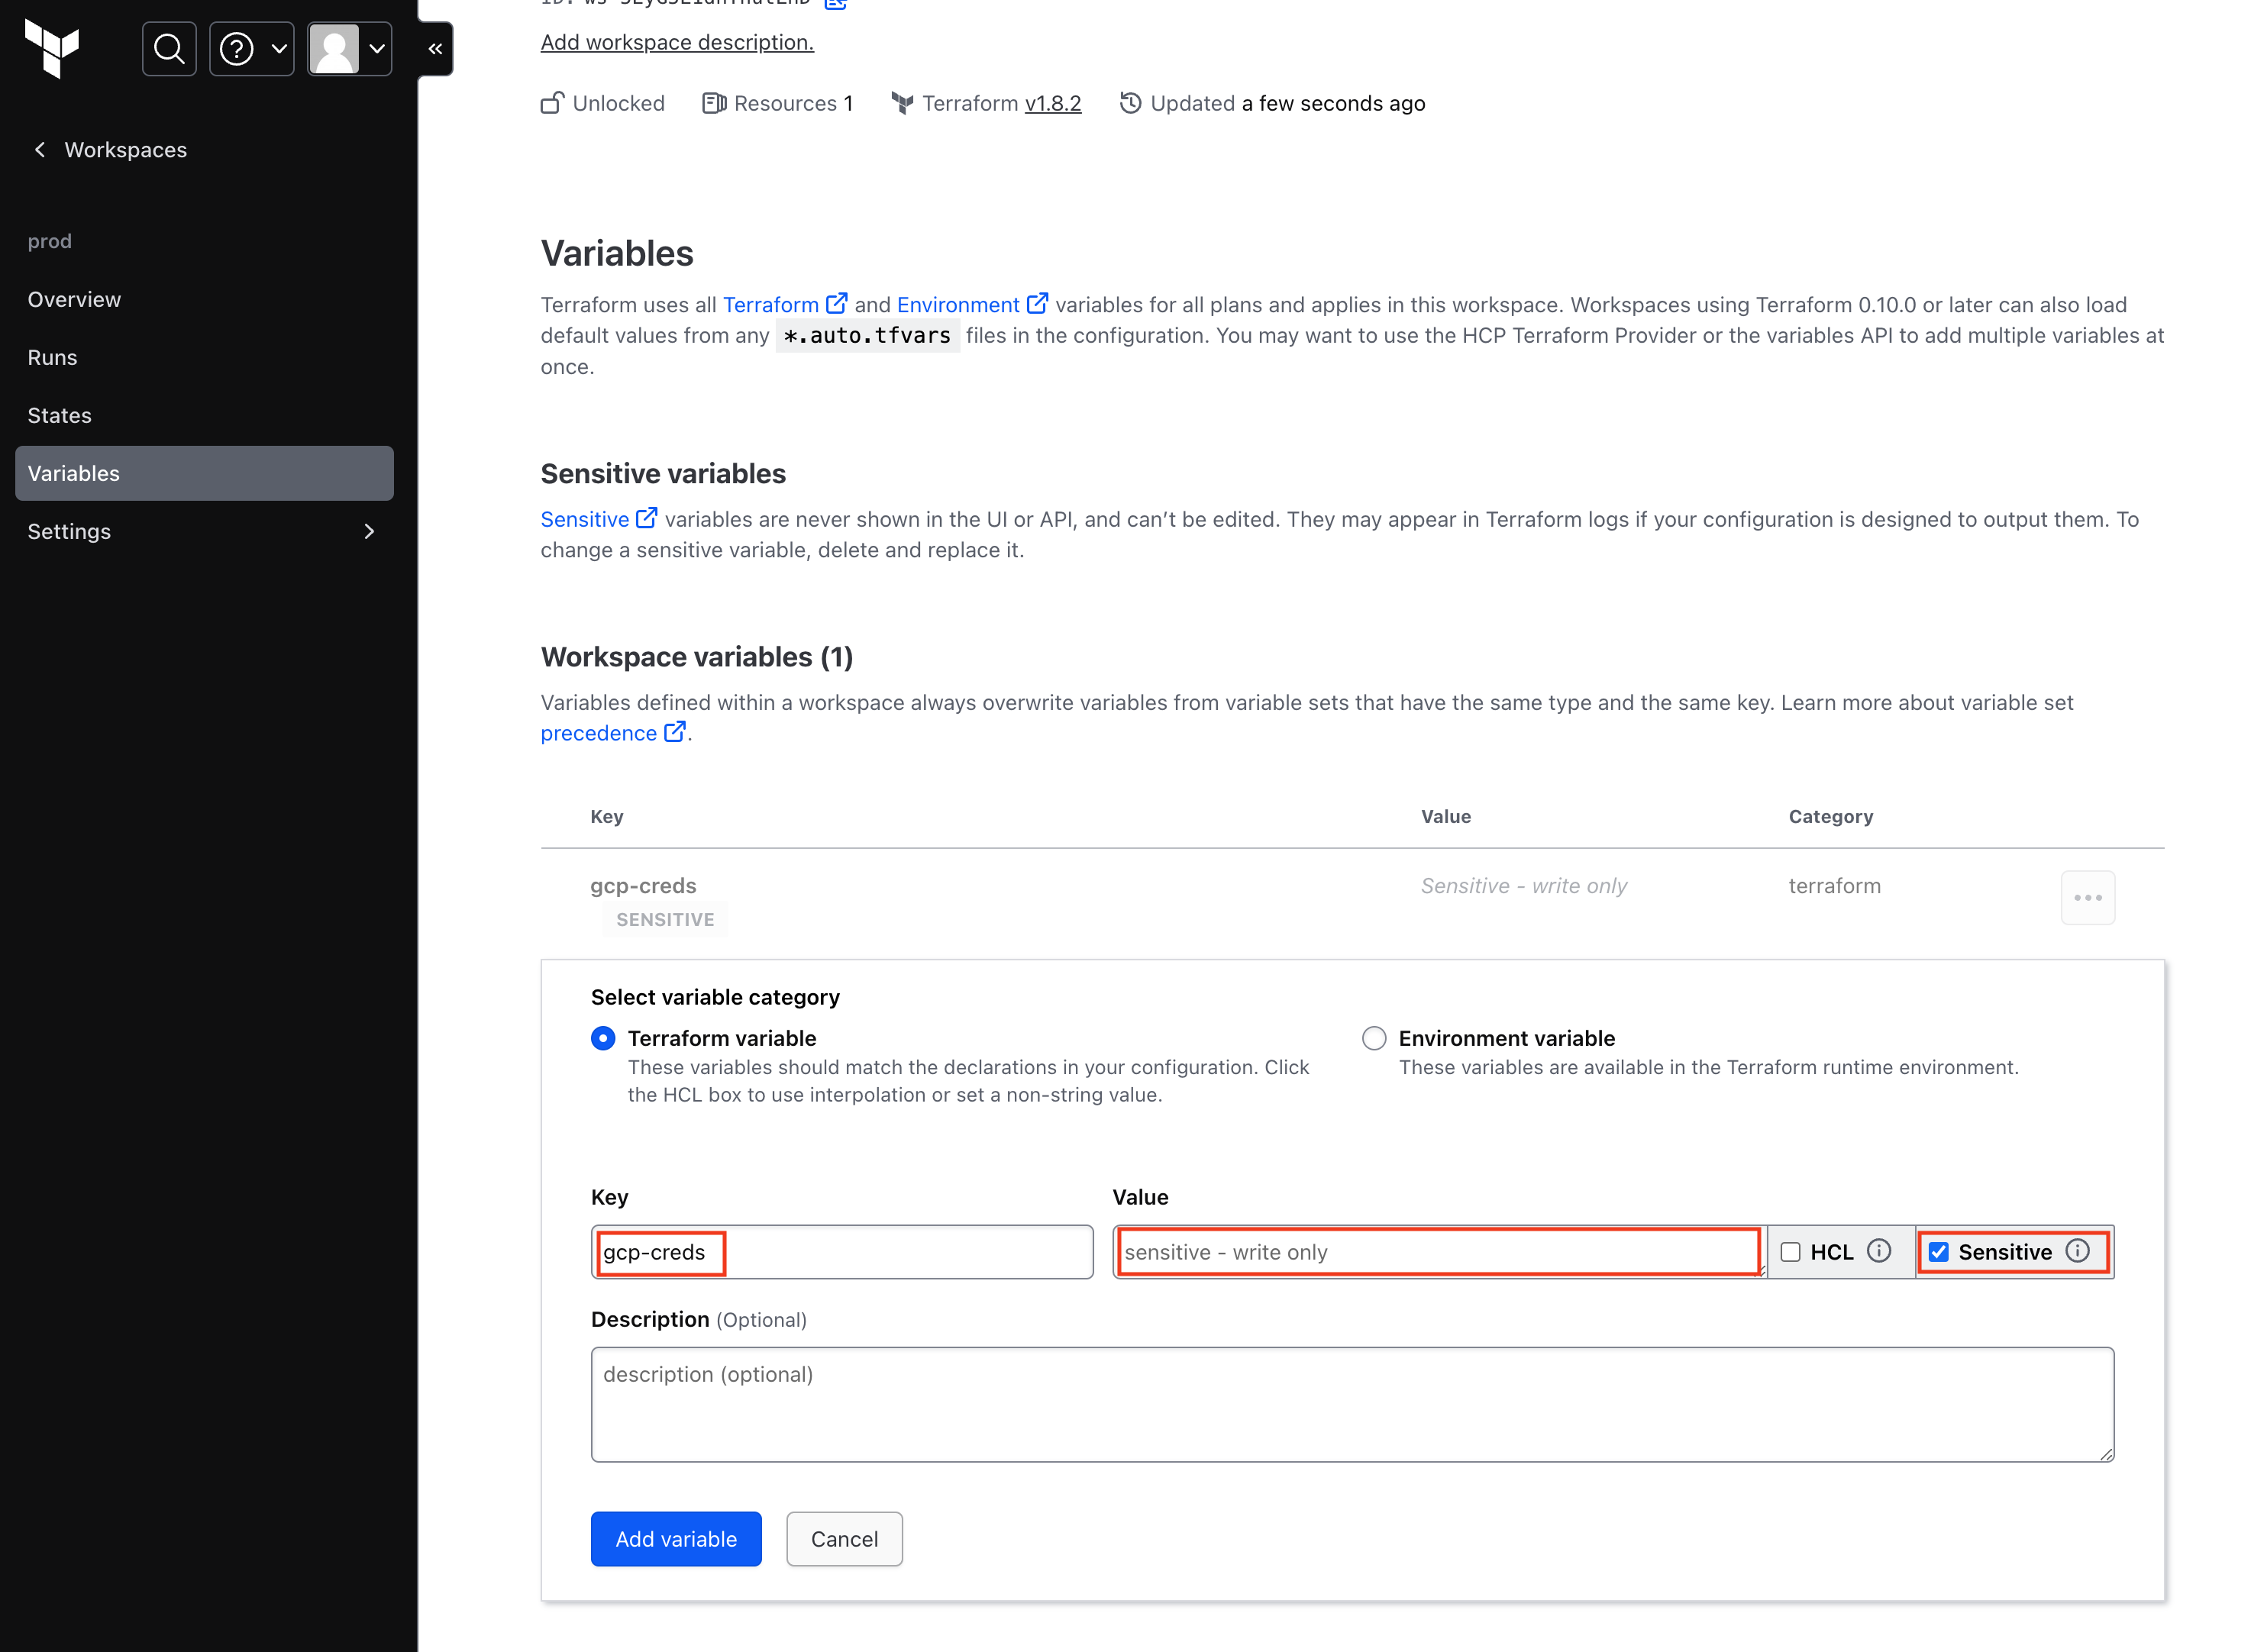 Workspaces
prod
Overview
Runs
States
Variables
Settings
Add workspace description.
Unlocked Resources 1 Terraform v1.8.2 Updated a few seconds ago
Variables
Terraform uses all Terraform and Environment variables for all plans and applies in this workspace. Workspaces using Terraform 0.10.0 or later can also load
default values from any *.auto.tfvars files in the configuration. You may want to use the HCP Terraform Provider or the variables API to add multiple variables at
once.
Sensitive variables
Sensitive variables are never shown in the UI or API, and can’t be edited. They may appear in Terraform logs if your configuration is designed to output them. To
change a sensitive variable, delete and replace it.
Workspace variables (1)
Variables defined within a workspace always overwrite variables from variable sets that have the same type and the same key. Learn more about variable set
precedence .
Key Value Category
gcp-creds Sensitive - write only terraform
SENSITIVE
Select variable category
Terraform variable
These variables should match the declarations in your configuration. Click
the HCL box to use interpolation or set a non-string value.
Environment variable
These variables are available in the Terraform runtime environment.
Key Value
gcp-creds sensitive - write only HCL Sensitive
Description (Optional)
description (optional)
Add variable Cancel